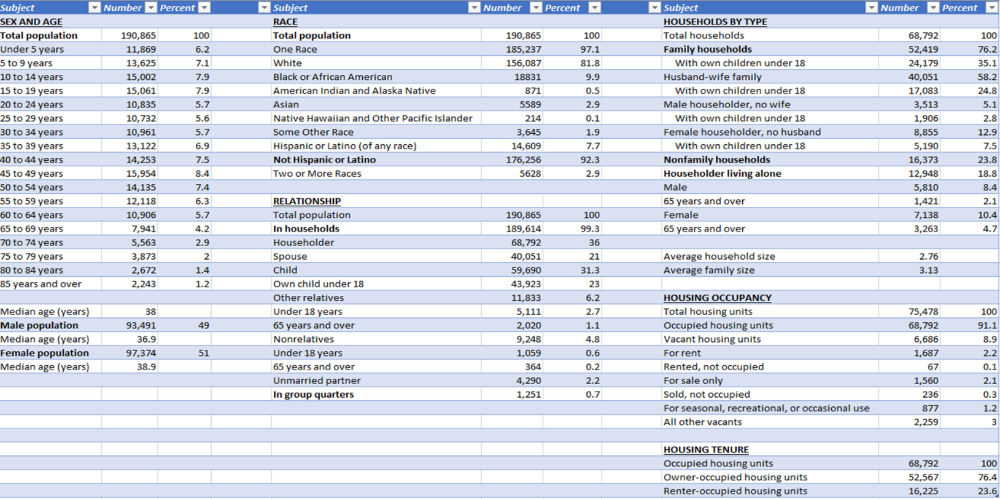 Subject Number Percent Subject Number Percent Subject Number Percent
SEX AND AGE RACE HOUSEHOLDS BY TYPE
Total population 190,865 100 Total population 190,865 100 Total households 68,792 100
Under 5 years 11,869 6.2 One Race 185,237 97.1 Family households 52,419 76.2
5 to 9 years 13,625 7.1 White 156,087 81.8 With own children under 18 24,179 35.1
10 to 14 years 15,002 7.9 Black or African American 18831 9.9 Husband-wife family 40,051 58.2
15 to 19 years 15,061 7.9 American Indian and Alaska Native 871 0.5 With own children under 18 17,083 24.8
20 to 24 years 10,835 5.7 Asian 5589 2.9 Male householder, no wife 3,513 5.1
25 to 29 years 10,732 5.6 Native Hawaiian and Other Pacific Islander 214 0.1 With own children under 18 1,906 2.8
30 to 34 years 10,961 5.7 Some Other Race 3,645 1.9 Female householder, no husband 8,855 12.9
35 to 39 years 13,122 6.9 Hispanic or Latino (of any race) 14,609 7.7 With own children under 18 5,190 7.5
40 to 44 years 14,253 7.5 Not Hispanic or Latino 176,256 92.3 Nonfamily households 16,373 23.8
45 to 49 years 15,954 8.4 Two or More Races 5628 2.9 Householder living alone 12,948 18.8
50 to 54 years 14,135 7.4 Male 5,810 8.4
55 to 59 years 12,118 6.3 RELATIONSHIP 65 years and over 1,421 2.1
60 to 64 years 10,906 5.7 Total population 190,865 100 Female 7,138 10.4
65 to 69 years 7,941 4.2 In households 189,614 99.3 65 years and over 3,263 4.7
70 to 74 years 5,563 2.9 Householder 68,792 36
75 to 79 years 3,873 2 Spouse 40,051 21 Average household size 2.76
80 to 84 years 2,672 1.4 Child 59,690 31.3 Average family size 3.13
85 years and over 2,243 1.2 Own child under 18 43,923 23
Other relatives 11,833 6.2 HOUSING OCCUPANCY
Median age (years) 38 Under 18 years 5,111 2.7 Total housing units 75,478 100
Male population 93,491 49 65 years and over 2,020 1.1 Occupied housing units 68,792 91.1
Median age (years) 36.9 Nonrelatives 9,248 4.8 Vacant housing units 6,686 8.9
Female population 97,374 51 Under 18 years 1,059 0.6 For rent 1,687 2.2
Median age (years) 38.9 65 years and over 364 0.2 Rented, not occupied 67 0.1
Unmarried partner 4,290 2.2 For sale only 1,560 2.1
In group quarters 1,251 0.7 Sold, not occupied 236 0.3
For seasonal, recreational, or occasional use 877 1.2
All other vacants 2,259 3
HOUSING TENURE
Occupied housing units 68,792 100
Owner-occupied housing units 52,567 76.4
Renter-occupied housing units 16,225 23.6